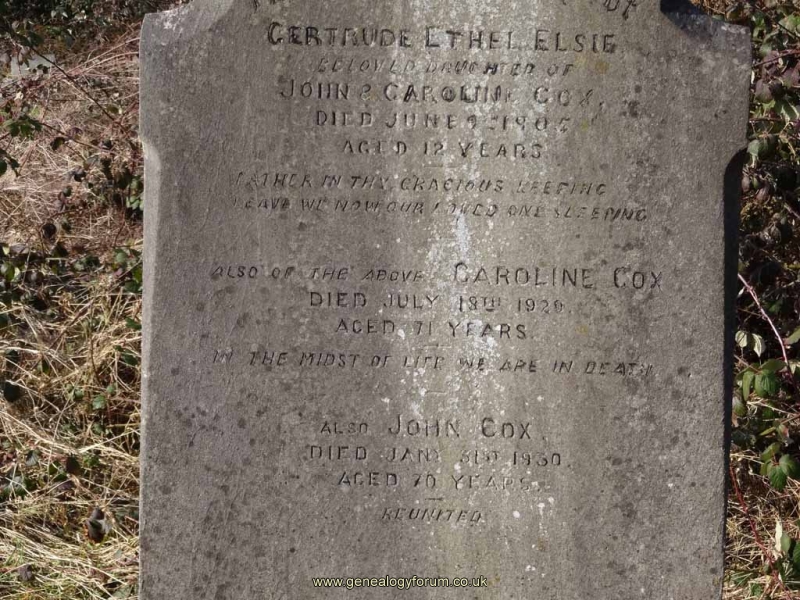 GERTRUDE ETHEL ELSIE
BELOVED DAUGHTER OF
JOHN & CAROLINE COX,
DIED JUNE
AGED 12 YEARS
FATHER IN THY GRACIOUS KEEPING
LEAVE WE NOW OUR LOVED ONE SLEEPING
ALSO OF THE ABOVE CAROLINE COX
DIED JULY 1920
AGED 71 YEARS.
IN THE MIDST OF LIFE WE ARE IN DEATH
ALSO JOHN COX.
DIED JANY 1930.
AGED 70 YEARS.
REUNITED
www.genealogyforum.co.uk